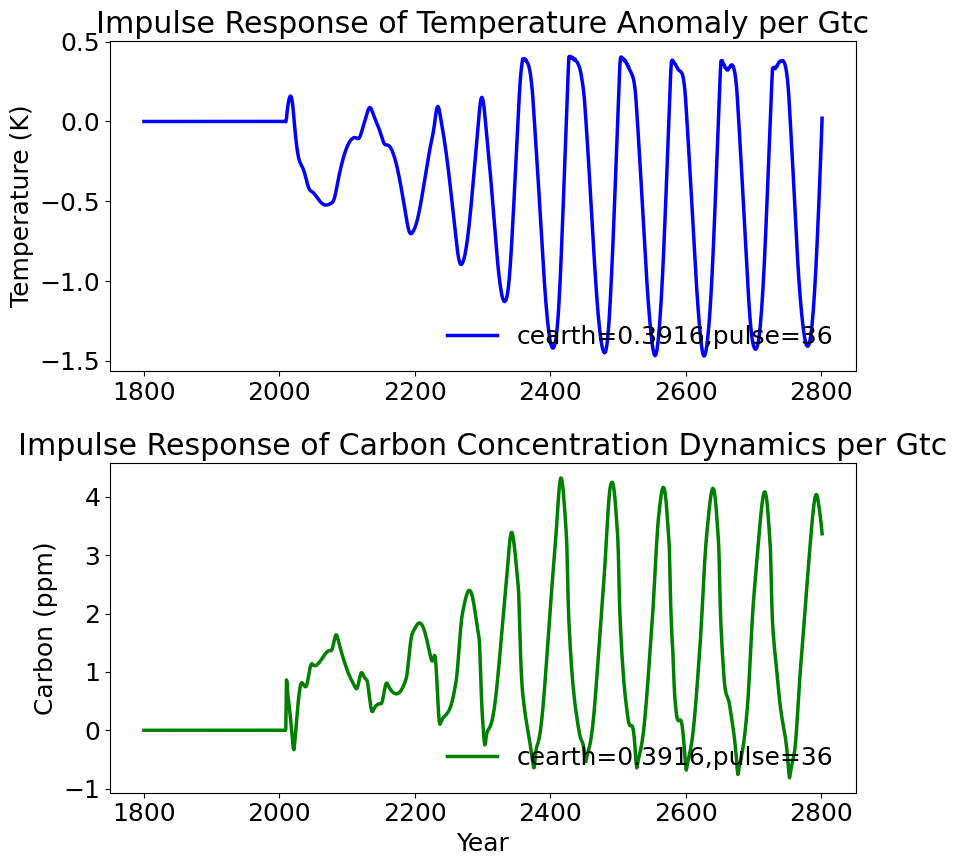 Impulse Response of Temperature Anomaly per Gtc
0.5
0.0
−0.5
−1.0
−1.5
Temperature (K)
cearth=0.3916,pulse=36
1800 2000 2200 2400 2600 2800
Impulse Response of Carbon Concentration Dynamics per Gtc
4
3
2
1
0
−1
Carbon (ppm)
cearth=0.3916,pulse=36
1800 2000 2200 2400 2600 2800
Year